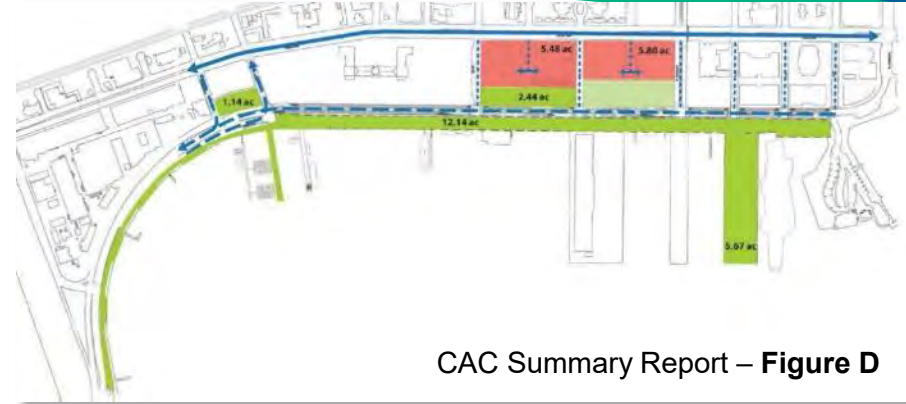 5.48 ac
5.80 ac
1.14 ac
2.44 ac
12.14 ac
5.67 ac
CAC Summary Report – Figure D